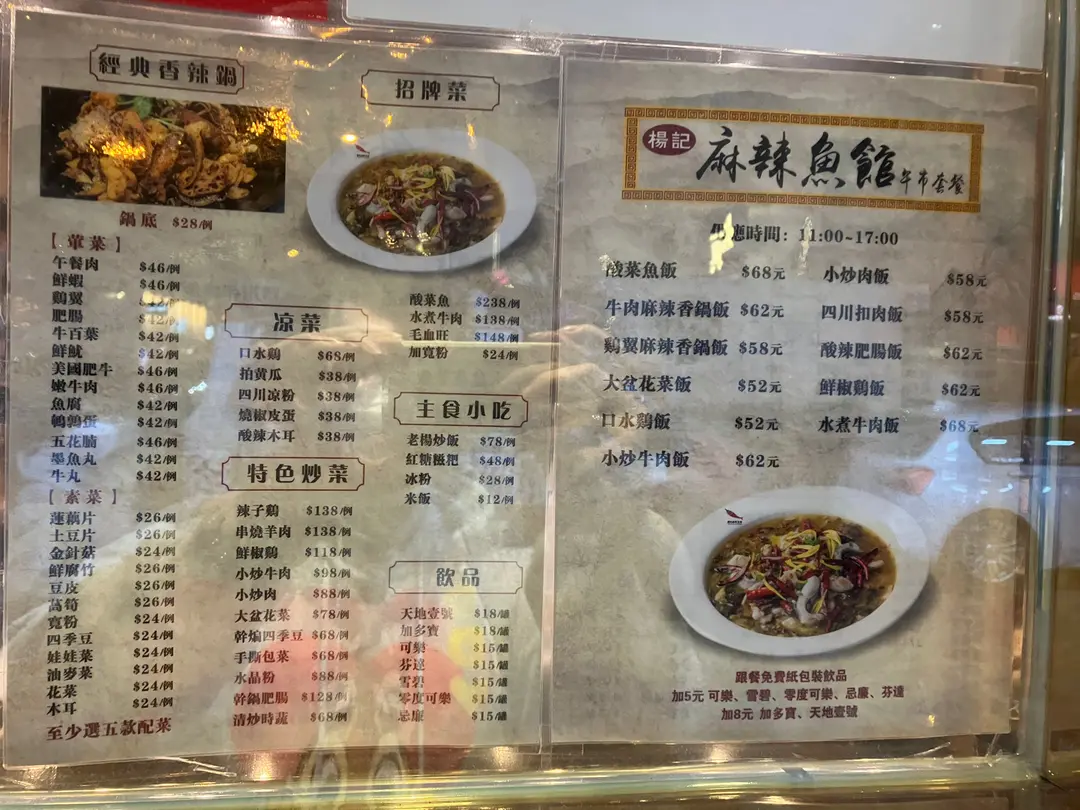 經典香辣鍋
鍋底 $28/例
【葷菜】
午餐肉 $46/例
鮮蝦 $46/例
鷄翼 $42/例
肥腸 $42/例
牛百葉 $42/例
鮮魷 $42/例
美國肥牛 $46/例
嫩牛肉 $46/例
魚腐 $42/例
鵪鶉蛋 $42/例
五花腩 $46/例
墨魚丸 $42/例
牛丸 $42/例
【素菜】
蓮藕片 $26/例
土豆片 $26/例
金針菇 $24/例
鮮腐竹 $26/例
豆皮 $26/例
萵筍 $26/例
寬粉 $24/例
四季豆 $24/例
娃娃菜 $24/例
油麥菜 $24/例
花菜 $24/例
木耳 $24/例
至少選五款配菜
招牌菜
酸菜魚 $238/例
水煮牛肉 $138/例
毛血旺 $148/例
加寬粉 $24/例
凉菜
口水鷄 $68/例
拍黄瓜 $38/例
四川凉粉 $38/例
燒椒皮蛋 $38/例
酸辣木耳 $38/例
特色炒菜
辣子鷄 $138/例
串燒羊肉 $138/例
鮮椒鷄 $118/例
小炒牛肉 $98/例
小炒肉 $88/例
大盆花菜 $78/例
幹煸四季豆 $68/例
手撕包菜 $68/例
水晶粉 $88/例
幹鍋肥腸 $128/例
清炒時蔬 $68/例
主食小吃
老楊炒飯 $78/例
紅糖糍粑 $48/例
冰粉 $28/例
米飯 $12/例
飲品
天地壹號 $18/罐
加多寶 $18/罐
可樂 $15/罐
芬達 $15/罐
雪碧 $15/罐
零度可樂 $15/罐
忌廉 $15/罐
楊記 麻辣魚館 午市套餐
供應時間：11:00~17:00
酸菜魚飯 $68元
牛肉麻辣香鍋飯 $62元
鷄翼麻辣香鍋飯 $58元
大盆花菜飯 $52元
口水鷄飯 $52元
小炒牛肉飯 $62元
小炒肉飯 $58元
四川扣肉飯 $58元
酸辣肥腸飯 $62元
鮮椒鷄飯 $62元
水煮牛肉飯 $68元
跟餐免費紙包裝飲品
加5元 可樂、雪碧、零度可樂、忌廉、芬達
加8元 加多寶、天地壹號